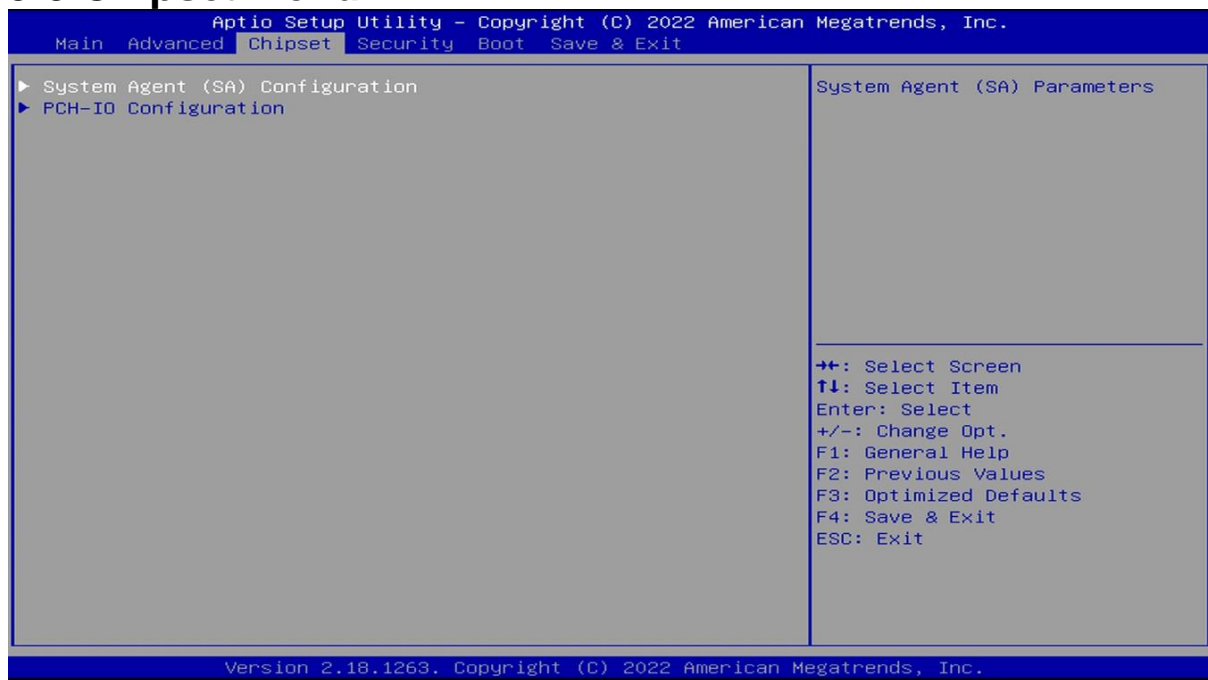 Aptio Setup Utility – Copyright (C) 2022 American Megatrends, Inc.
Main Advanced Chipset Security Boot Save & Exit
▶ System Agent (SA) Configuration
▶ PCH-IO Configuration
System Agent (SA) Parameters
→←: Select Screen
↑↓: Select Item
Enter: Select
+/-: Change Opt.
F1: General Help
F2: Previous Values
F3: Optimized Defaults
F4: Save & Exit
ESC: Exit
Version 2.18.1263. Copyright (C) 2022 American Megatrends, Inc.